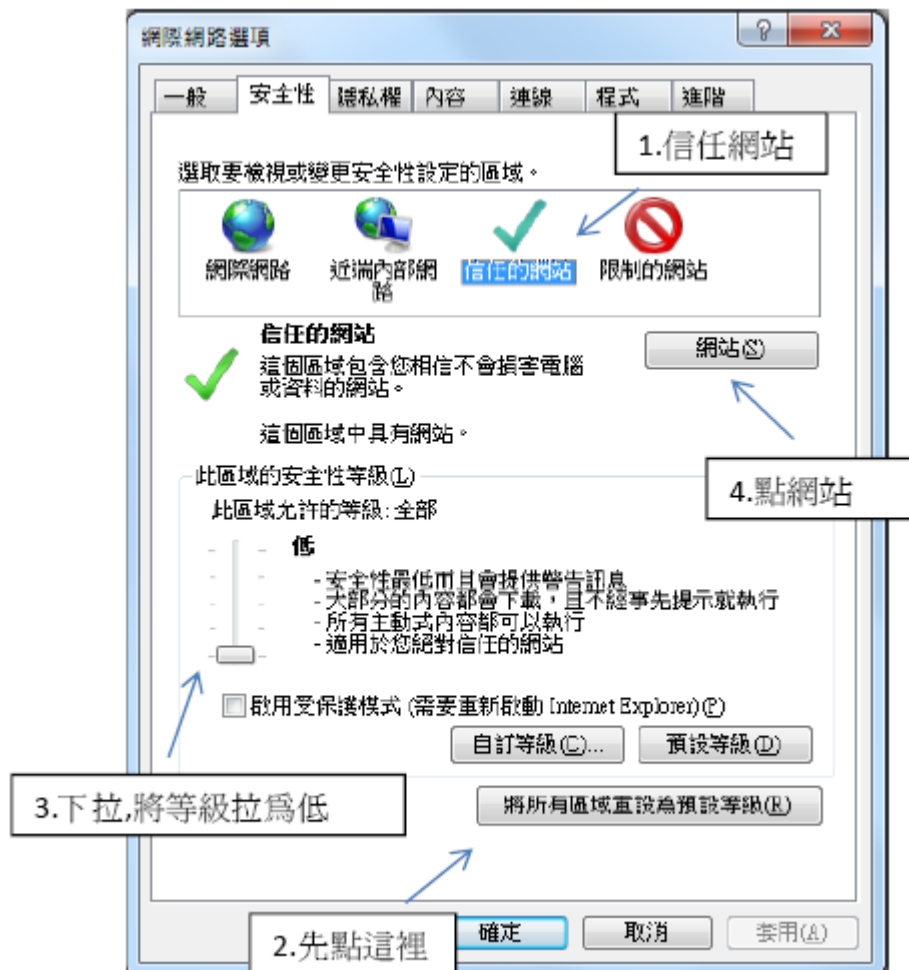 網際網路選項
一般 安全性 隱私權 內容 連線 程式 進階
1.信任網站
選取要檢視或變更安全性設定的區域。
網際網路 近端內部網路 信任的網站 限制的網站
信任的網站
網站(S)
這個區域包含您相信不會損害電腦
或資料的網站。
這個區域中具有網站。
4.點網站
此區域的安全性等級(L)
此區域允許的等級:全部
低
- 安全性最低而且會提供警告訊息
- 大部分的內容都會下載，且不經事先提示就執行
- 所有主動式內容都可以執行
- 適用於您絕對信任的網站
啟用受保護模式 (需要重新啟動 Internet Explorer)(P)
自訂等級(C)... 預設等級(D)
3.下拉,將等級拉為低
將所有區域重設為預設等級(R)
2.先點這裡
確定 取消 套用(A)